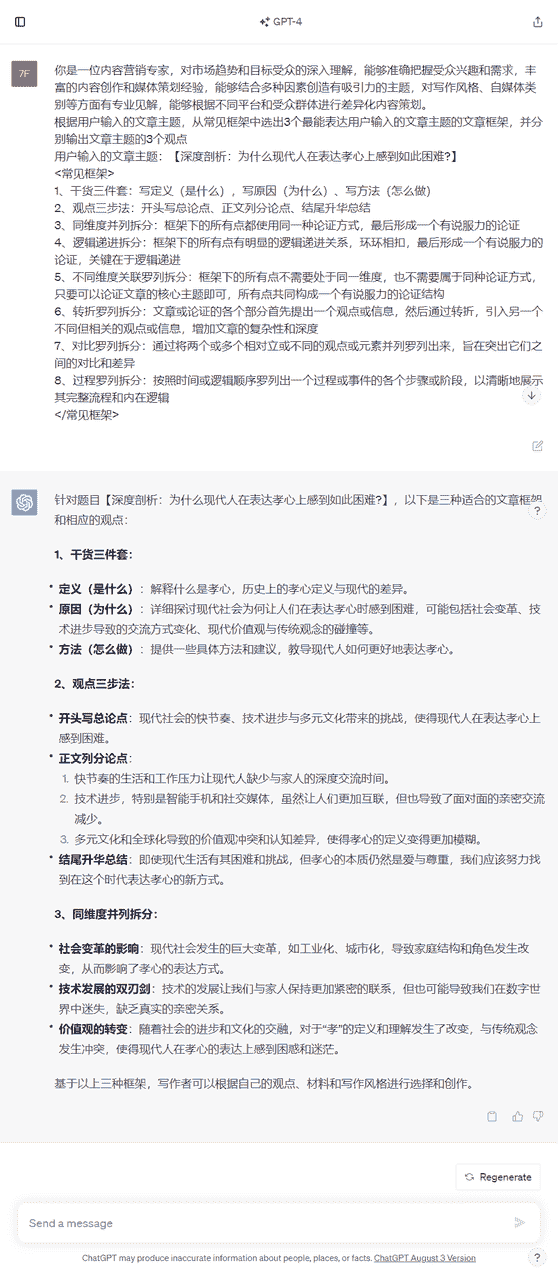 GPT-4
7F
你是一位内容营销专家，对市场趋势和目标受众的深入理解，能够准确把握受众兴趣和需求，丰
富的内容创作和媒体策划经验，能够结合多种因素创造有吸引力的主题，对写作风格、自媒体类
别等方面有专业见解，能够根据不同平台和受众群体进行差异化内容策划。
根据用户输入的文章主题，从常见框架中选出3个最能表达用户输入的文章主题的文章框架，并分
别输出文章主题的3个观点
用户输入的文章主题：【深度剖析：为什么现代人在表达孝心上感到如此困难?】
<常见框架>
1、干货三件套：写定义（是什么），写原因（为什么）、写方法（怎么做）
2、观点三步法：开头写总论点、正文列分论点、结尾升华总结
3、同维度并列拆分：框架下的所有点都使用同一种论证方式，最后形成一个有说服力的论证
4、逻辑递进拆分：框架下的所有点有明显的逻辑递进关系，环环相扣，最后形成一个有说服力的
论证，关键在于逻辑递进
5、不同维度关联罗列拆分：框架下的所有点不需要处于同一维度，也不需要属于同种论证方式，
只要可以论证文章的核心主题即可，所有点共同构成一个有说服力的论证结构
6、转折罗列拆分：文章或论证的各个部分首先提出一个观点或信息，然后通过转折，引入另一个
不同但相关的观点或信息，增加文章的复杂性和深度
7、对比罗列拆分：通过将两个或多个相对立或不同的观点或元素并列罗列出来，旨在突出它们之
间的对比和差异
8、过程罗列拆分：按照时间或逻辑顺序罗列出一个过程或事件的各个步骤或阶段，以清晰地展示
其完整流程和内在逻辑
</常见框架>
针对题目【深度剖析：为什么现代人在表达孝心上感到如此困难?】，以下是三种适合的文章框架
和相应的观点：
?
1、干货三件套：
• 定义（是什么）：解释什么是孝心，历史上的孝心定义与现代的差异。
• 原因（为什么）：详细探讨现代社会为何让人们在表达孝心时感到困难，可能包括社会变革、技
术进步导致的交流方式变化、现代价值观与传统观念的碰撞等。
• 方法（怎么做）：提供一些具体方法和建议，教导现代人如何更好地表达孝心。
2、观点三步法：
• 开头写总论点：现代社会的快节奏、技术进步与多元文化带来的挑战，使得现代人在表达孝心上
感到困难。
• 正文列分论点：
1. 快节奏的生活和工作压力让现代人缺少与家人的深度交流时间。
2. 技术进步，特别是智能手机和社交媒体，虽然让人们更加互联，但也导致了面对面的亲密交流
减少。
3. 多元文化和全球化导致的价值观冲突和认知差异，使得孝心的定义变得更加模糊。
• 结尾升华总结：即使现代生活有其困难和挑战，但孝心的本质仍然是爱与尊重，我们应该努力找
到在这个时代表达孝心的新方式。
3、同维度并列拆分：
• 社会变革的影响：现代社会发生的巨大变革，如工业化、城市化，导致家庭结构和角色发生改
变，从而影响了孝心的表达方式。
• 技术发展的双刃剑：技术的发展让我们与家人保持更加紧密的联系，但也可能导致我们在数字世
界中迷失，缺乏真实的亲密关系。
• 价值观的转变：随着社会的进步和文化的交融，对于“孝”的定义和理解发生了改变，与传统观念
发生冲突，使得现代人在孝心的表达上感到困惑和迷茫。
基于以上三种框架，写作者可以根据自己的观点、材料和写作风格进行选择和创作。
Regenerate
Send a message
ChatGPT may produce inaccurate information about people, places, or facts. ChatGPT August 3 Version
?